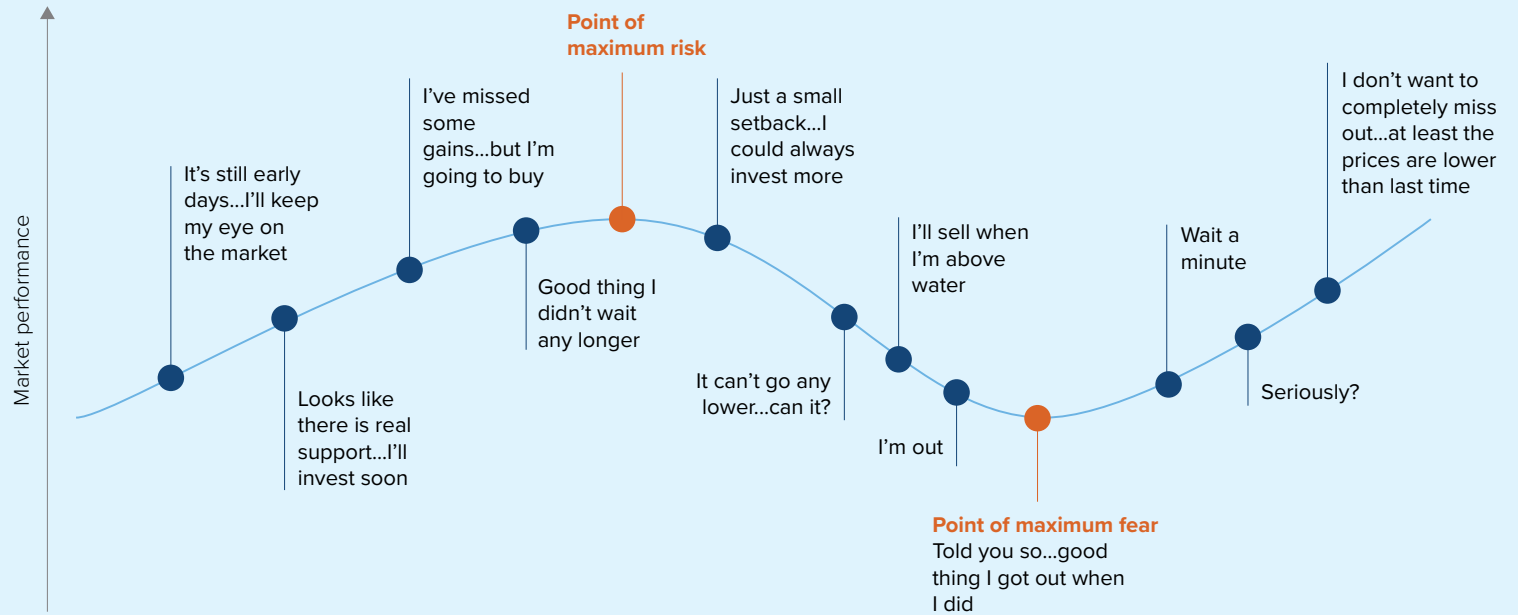 Market performance
It’s still early
days...I’ll keep
my eye on
the market
Looks like
there is real
support...I’ll
invest soon
I’ve missed
some
gains...but I’m
going to buy
Good thing I
didn’t wait
any longer
Point of
maximum risk
Just a small
setback...I
could always
invest more
It can’t go any
lower...can it?
I’ll sell when
I’m above
water
I’m out
Point of maximum fear
Told you so...good
thing I got out when
I did
Wait a
minute
Seriously?
I don’t want to
completely miss
out...at least the
prices are lower
than last time